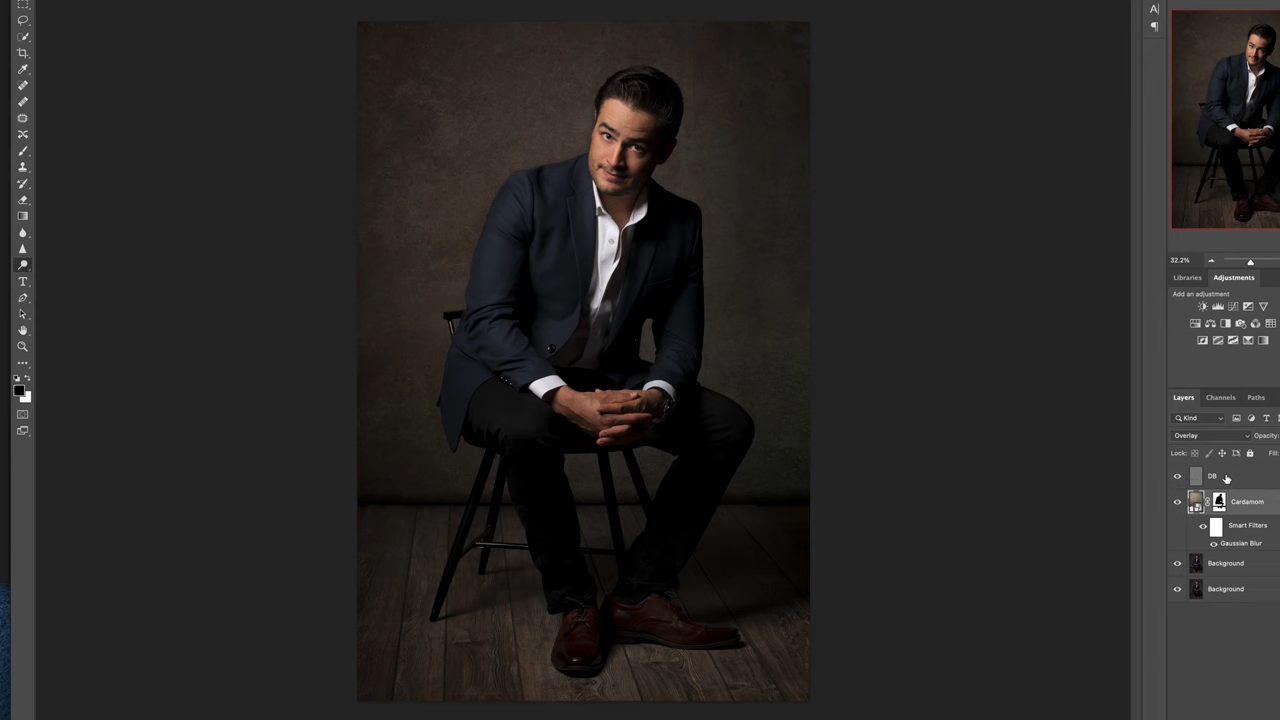 A|
32.2%
Libraries Adjustments
Add an adjustment
Layers Channels Paths
Kind
Overlay Opacity:
Lock: Fill:
DB
Cardamom
Smart Filters
Gaussian Blur
Background
Background